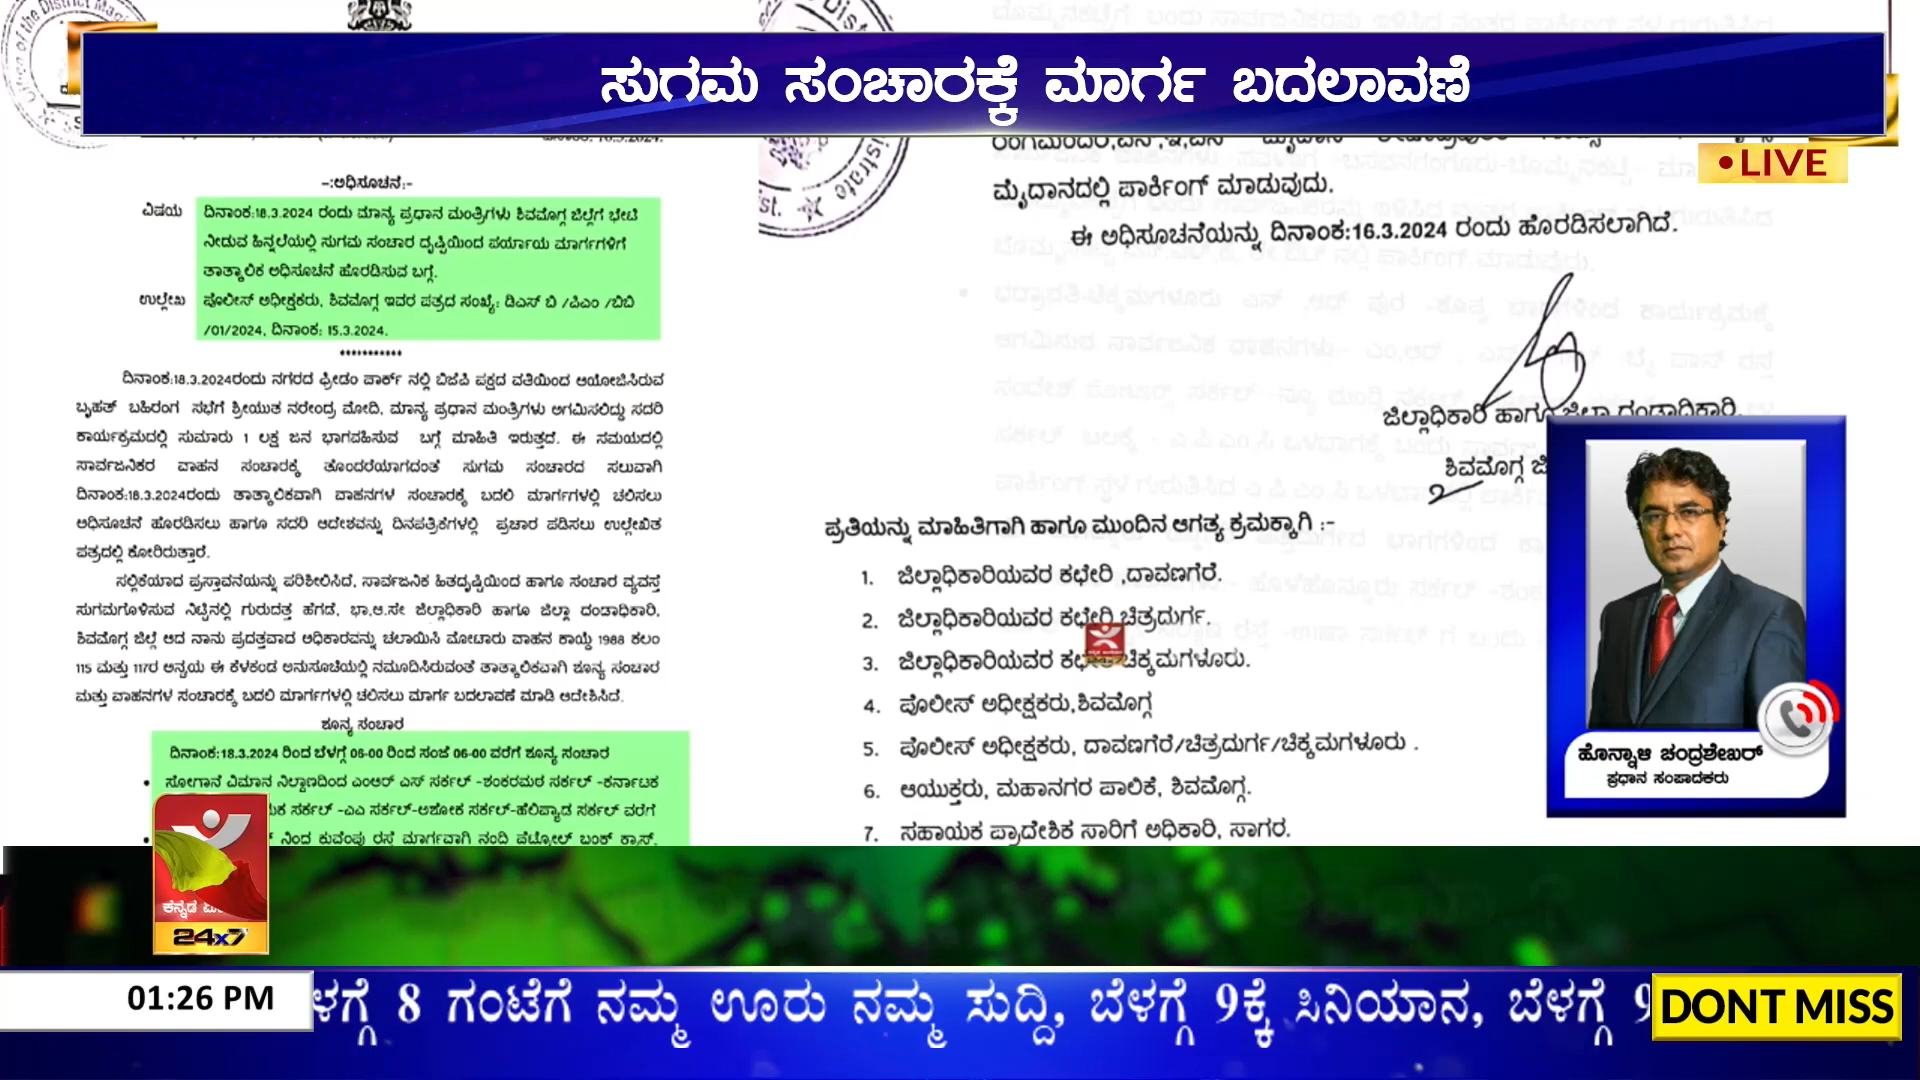 ಸುಗಮ ಸಂಚಾರಕ್ಕೆ ಮಾರ್ಗ ಬದಲಾವಣೆ
LIVE
-:ಅಧಿಸೂಚನೆ:-
ವಿಷಯ ದಿನಾಂಕ:18.3.2024 ರಂದು ಮಾನ್ಯ ಪ್ರಧಾನ ಮಂತ್ರಿಗಳು ಶಿವಮೊಗ್ಗ ಜಿಲ್ಲೆಗೆ ಭೇಟಿ
ನೀಡುವ ಹಿನ್ನಲೆಯಲ್ಲಿ ಸುಗಮ ಸಂಚಾರ ದೃಷ್ಟಿಯಿಂದ ಪರ್ಯಾಯ ಮಾರ್ಗಗಳಿಗೆ
ತಾತ್ಕಾಲಿಕ ಅಧಿಸೂಚನೆ ಹೊರಡಿಸುವ ಬಗ್ಗೆ.
ಉಲ್ಲೇಖ ಪೊಲೀಸ್ ಅಧೀಕ್ಷಕರು, ಶಿವಮೊಗ್ಗ ಇವರ ಪತ್ರದ ಸಂಖ್ಯೆ: ಡಿಎಸ್ ಬಿ /ಪಿಎಂ /ಬಿಬಿ
/01/2024, ದಿನಾಂಕ: 15.3.2024.
***********
ದಿನಾಂಕ:18.3.2024ರಂದು ನಗರದ ಫ್ರೀಡಂ ಪಾರ್ಕ್ ನಲ್ಲಿ ಬಿಜೆಪಿ ಪಕ್ಷದ ವತಿಯಿಂದ ಆಯೋಜಿಸಿರುವ
ಬೃಹತ್ ಬಹಿರಂಗ ಸಭೆಗೆ ಶ್ರೀಯುತ ನರೇಂದ್ರ ಮೋದಿ, ಮಾನ್ಯ ಪ್ರಧಾನ ಮಂತ್ರಿಗಳು ಆಗಮಿಸಲಿದ್ದು ಸದರಿ
ಕಾರ್ಯಕ್ರಮದಲ್ಲಿ ಸುಮಾರು 1 ಲಕ್ಷ ಜನ ಭಾಗವಹಿಸುವ ಬಗ್ಗೆ ಮಾಹಿತಿ ಇರುತ್ತದೆ. ಈ ಸಮಯದಲ್ಲಿ
ಸಾರ್ವಜನಿಕರ ವಾಹನ ಸಂಚಾರಕ್ಕೆ ತೊಂದರೆಯಾಗದಂತೆ ಸುಗಮ ಸಂಚಾರದ ಸಲುವಾಗಿ
ದಿನಾಂಕ:18.3.2024ರಂದು ತಾತ್ಕಾಲಿಕವಾಗಿ ವಾಹನಗಳ ಸಂಚಾರಕ್ಕೆ ಬದಲಿ ಮಾರ್ಗಗಳಲ್ಲಿ ಚಲಿಸಲು
ಅಧಿಸೂಚನೆ ಹೊರಡಿಸಲು ಹಾಗೂ ಸದರಿ ಆದೇಶವನ್ನು ದಿನಪತ್ರಿಕೆಗಳಲ್ಲಿ ಪ್ರಚಾರ ಪಡಿಸಲು ಉಲ್ಲೇಖಿತ
ಪತ್ರದಲ್ಲಿ ಕೋರಿರುತ್ತಾರೆ.
ಸಲ್ಲಿಕೆಯಾದ ಪ್ರಸ್ತಾವನೆಯನ್ನು ಪರಿಶೀಲಿಸಿದೆ, ಸಾರ್ವಜನಿಕ ಹಿತದೃಷ್ಟಿಯಿಂದ ಹಾಗೂ ಸಂಚಾರ ವ್ಯವಸ್ಥೆ
ಸುಗಮಗೊಳಿಸುವ ನಿಟ್ಟಿನಲ್ಲಿ ಗುರುದತ್ತ ಹೆಗಡೆ, ಭಾ.ಆ.ಸೇ ಜಿಲ್ಲಾಧಿಕಾರಿ ಹಾಗೂ ಜಿಲ್ಲಾ ದಂಡಾಧಿಕಾರಿ,
ಶಿವಮೊಗ್ಗ ಜಿಲ್ಲೆ ಆದ ನಾನು ಪ್ರದತ್ತವಾದ ಅಧಿಕಾರವನ್ನು ಚಲಾಯಿಸಿ ಮೋಟಾರು ವಾಹನ ಕಾಯ್ದೆ 1988 ಕಲಂ
115 ಮತ್ತು 117ರ ಅನ್ವಯ ಈ ಕೆಳಕಂಡ ಅನುಸೂಚಿಯಲ್ಲಿ ನಮೂದಿಸಿರುವಂತೆ ತಾತ್ಕಾಲಿಕವಾಗಿ ಶೂನ್ಯ ಸಂಚಾರ
ಮತ್ತು ವಾಹನಗಳ ಸಂಚಾರಕ್ಕೆ ಬದಲಿ ಮಾರ್ಗಗಳಲ್ಲಿ ಚಲಿಸಲು ಮಾರ್ಗ ಬದಲಾವಣೆ ಮಾಡಿ ಆದೇಶಿಸಿದೆ.
ಶೂನ್ಯ ಸಂಚಾರ
ದಿನಾಂಕ:18.3.2024 ರಿಂದ ಬೆಳಗ್ಗೆ 06-00 ರಿಂದ ಸಂಜೆ 06-00 ವರೆಗೆ ಶೂನ್ಯ ಸಂಚಾರ
• ಸೋಗಾನೆ ವಿಮಾನ ನಿಲ್ದಾಣದಿಂದ ಎಂಆರ್ ಎಸ್ ಸರ್ಕಲ್ -ಶಂಕರಮಠ ಸರ್ಕಲ್ -ಕರ್ನಾಟಕ
ಸರ್ಕಲ್ -ಎಎ ಸರ್ಕಲ್-ಅಶೋಕ ಸರ್ಕಲ್-ಹೆಲಿಪ್ಯಾಡ ಸರ್ಕಲ್ ವರೆಗೆ
ನಿಂದ ಕುವೆಂಪು ರಸ್ತೆ ಮಾರ್ಗವಾಗಿ ನಂದಿ ಪೆಟ್ರೋಲ್ ಬಂಕ್ ಕ್ರಾಸ್,
ಮೈದಾನದಲ್ಲಿ ಪಾರ್ಕಿಂಗ್ ಮಾಡುವುದು.
ಈ ಅಧಿಸೂಚನೆಯನ್ನು ದಿನಾಂಕ:16.3.2024 ರಂದು ಹೊರಡಿಸಲಾಗಿದೆ.
ಜಿಲ್ಲಾಧಿಕಾರಿ ಹಾಗೂ ಜಿಲ್ಲಾ ದಂಡಾಧಿಕಾರಿ
ಶಿವಮೊಗ್ಗ
ಪ್ರತಿಯನ್ನು ಮಾಹಿತಿಗಾಗಿ ಹಾಗೂ ಮುಂದಿನ ಅಗತ್ಯ ಕ್ರಮಕ್ಕಾಗಿ :-
1. ಜಿಲ್ಲಾಧಿಕಾರಿಯವರ ಕಛೇರಿ ,ದಾವಣಗೆರೆ.
2. ಜಿಲ್ಲಾಧಿಕಾರಿಯವರ ಕಛೇರಿ,ಚಿತ್ರದುರ್ಗ.
3. ಜಿಲ್ಲಾಧಿಕಾರಿಯವರ ಚಿಕ್ಕಮಗಳೂರು.
4. ಪೊಲೀಸ್ ಅಧೀಕ್ಷಕರು,ಶಿವಮೊಗ್ಗ
5. ಪೊಲೀಸ್ ಅಧೀಕ್ಷಕರು, ದಾವಣಗೆರೆ/ಚಿತ್ರದುರ್ಗ/ಚಿಕ್ಕಮಗಳೂರು .
6. ಆಯುಕ್ತರು, ಮಹಾನಗರ ಪಾಲಿಕೆ, ಶಿವಮೊಗ್ಗ.
7. ಸಹಾಯಕ ಪ್ರಾದೇಶಿಕ ಸಾರಿಗೆ ಅಧಿಕಾರಿ, ಸಾಗರ.
ಹೊನ್ನಾಳಿ ಚಂದ್ರಶೇಖರ್
ಪ್ರಧಾನ ಸಂಪಾದಕರು
ಕನ್ನಡ
24x7
01:26 PM
ಳಗ್ಗೆ 8 ಗಂಟೆಗೆ ನಮ್ಮ ಊರು ನಮ್ಮ ಸುದ್ದಿ, ಬೆಳಗ್ಗೆ 9ಕ್ಕೆ ಸಿನಿಯಾನ, ಬೆಳಗ್ಗೆ 9
DONT MISS